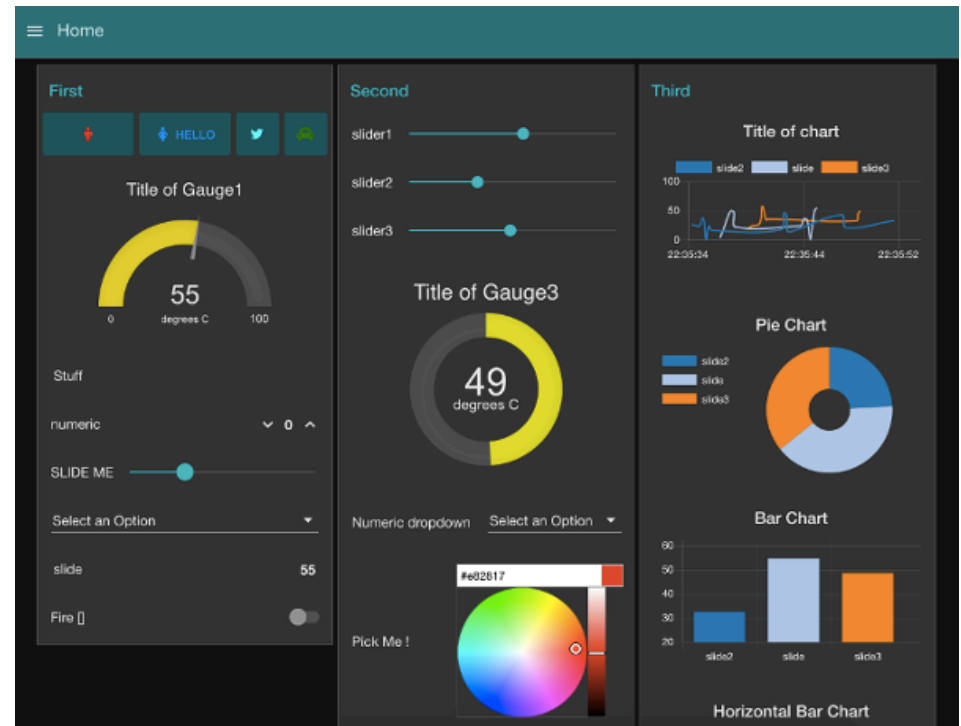 Home
First
HELLO
Title of Gauge1
55
degrees C
0
100
Stuff
numeric
0
SLIDE ME
Select an Option
slide
55
Fire []
Second
slider1
slider2
slider3
Title of Gauge3
49
degrees C
Numeric dropdown
Select an Option
#e82817
Pick Me !
Third
Title of chart
slide2 slide slide3
100
50
0
22:35:34 22:35:44 22:35:52
Pie Chart
slide2
slide
slide3
Bar Chart
60
50
40
30
20
slide2 slide slide3
Horizontal Bar Chart